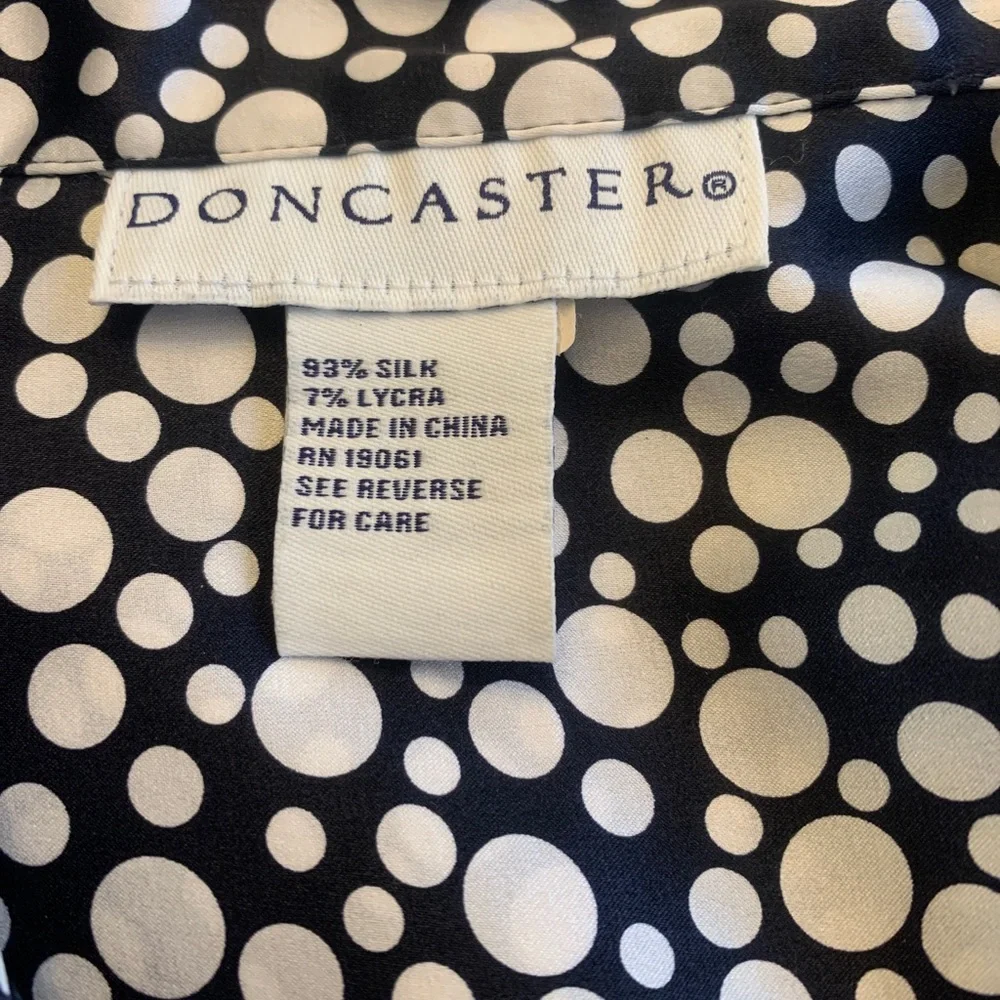 DONCASTER®
93% SILK
7% LYCRA
MADE IN CHINA
RN 19061
SEE REVERSE
FOR CARE